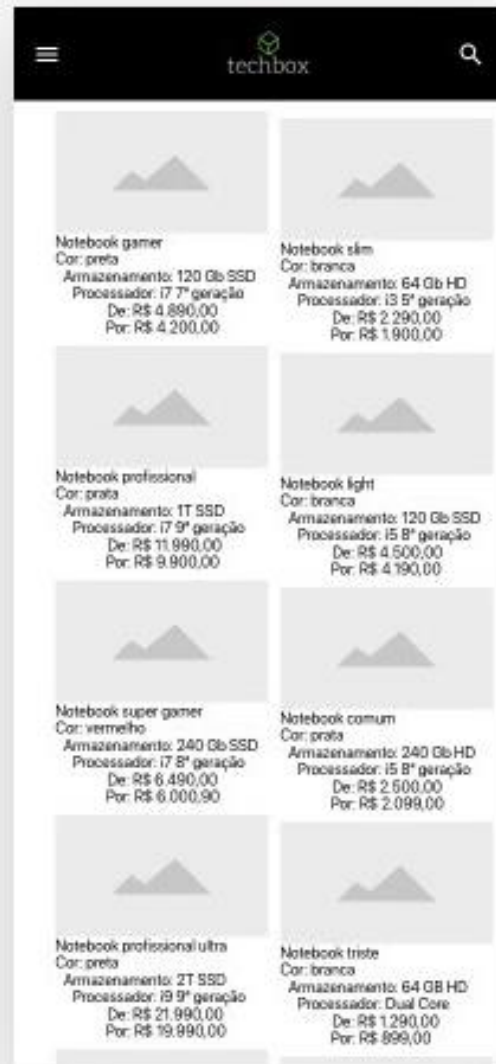 techbox
Notebook gamer
Cor: preta
Armazenamento: 120 Gb SSD
Processador: i7 7ª geração
De: R$ 4.890,00
Por: R$ 4.200,00
Notebook slim
Cor: branca
Armazenamento: 64 Gb HD
Processador: i3 5ª geração
De: R$ 2.290,00
Por: R$ 1.900,00
Notebook profissional
Cor: prata
Armazenamento: 1T SSD
Processador: i7 9ª geração
De: R$ 11.990,00
Por: R$ 9.900,00
Notebook light
Cor: branca
Armazenamento: 120 Gb SSD
Processador: i5 8ª geração
De: R$ 4.500,00
Por: R$ 4.190,00
Notebook super gamer
Cor: vermelho
Armazenamento: 240 Gb SSD
Processador: i7 8ª geração
De: R$ 6.490,00
Por: R$ 6.000,90
Notebook comum
Cor: prata
Armazenamento: 240 Gb HD
Processador: i5 8ª geração
De: R$ 2.500,00
Por: R$ 2.099,00
Notebook profissional ultra
Cor: preta
Armazenamento: 2T SSD
Processador: i9 9ª geração
De: R$ 21.990,00
Por: R$ 19.990,00
Notebook triste
Cor: branca
Armazenamento: 64 GB HD
Processador: Dual Core
De: R$ 1.290,00
Por: R$ 899,00